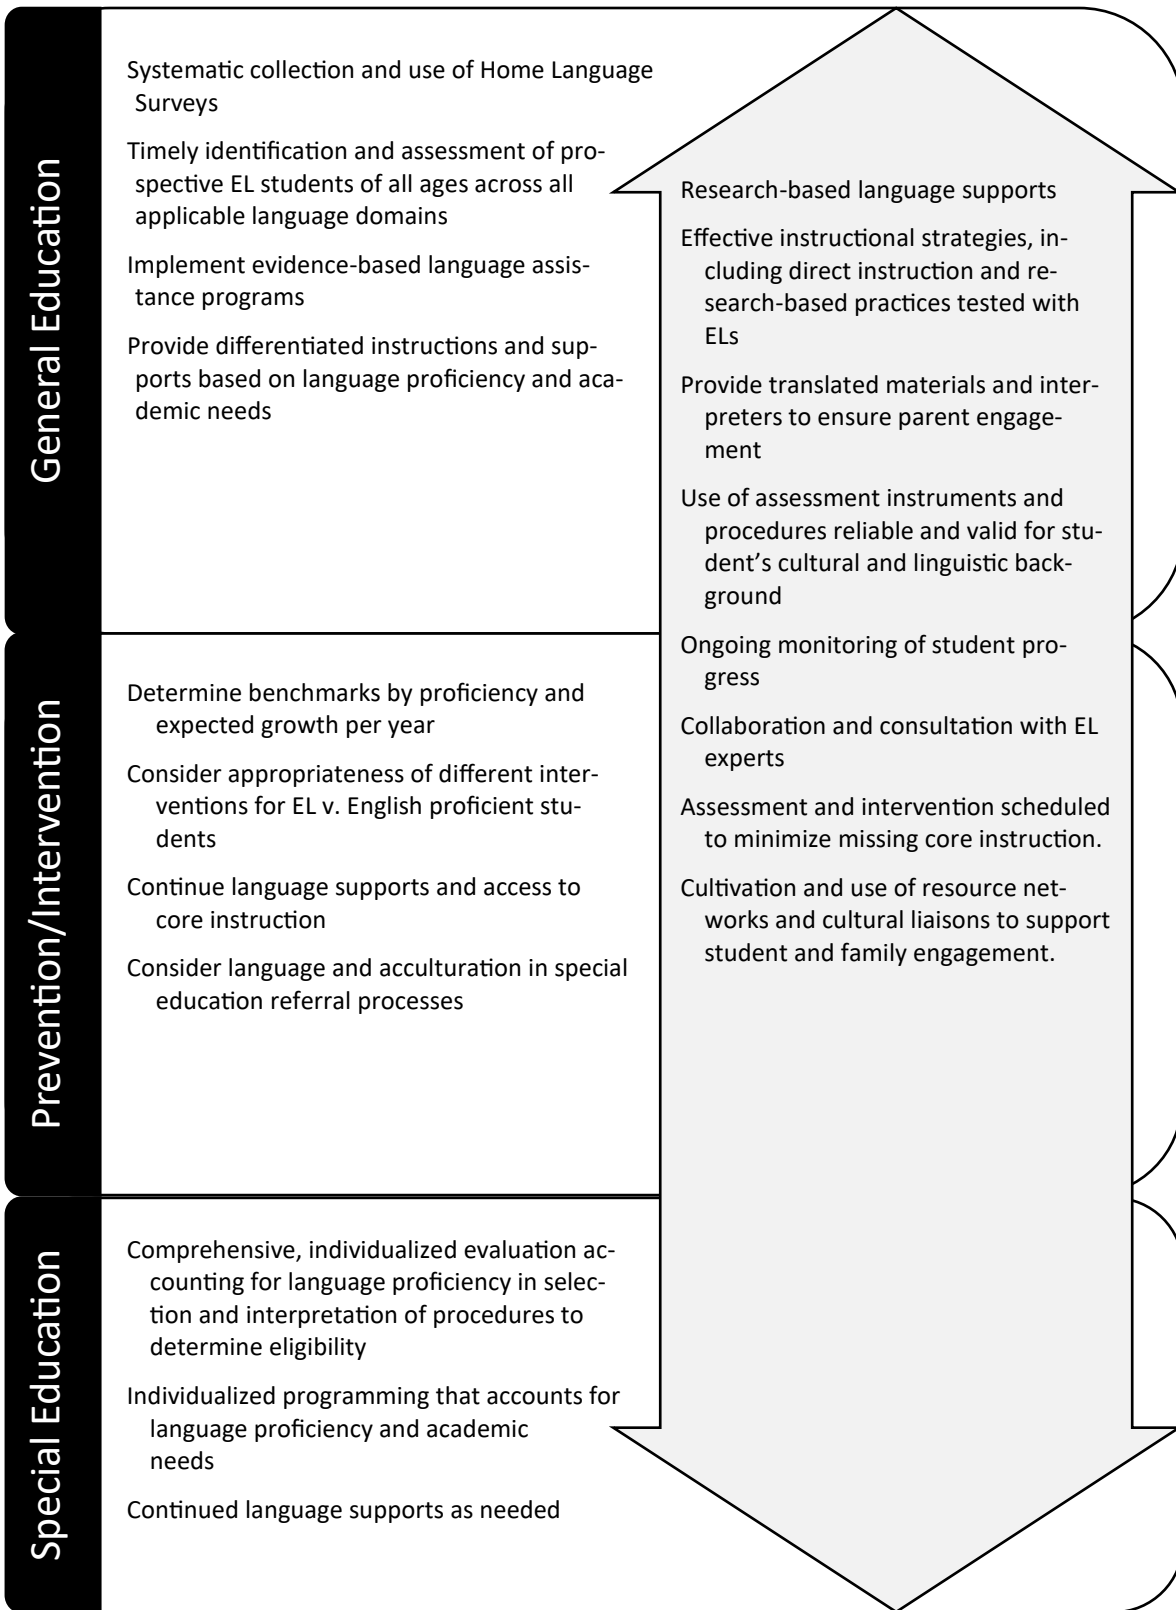 General Education
Systematic collection and use of Home Language
Surveys
Timely identification and assessment of pro-
spective EL students of all ages across all
applicable language domains
Implement evidence-based language assis-
tance programs
Provide differentiated instructions and sup-
ports based on language proficiency and aca-
demic needs
Prevention/Intervention
Determine benchmarks by proficiency and
expected growth per year
Consider appropriateness of different inter-
ventions for EL v. English proficient stu-
dents
Continue language supports and access to
core instruction
Consider language and acculturation in special
education referral processes
Special Education
Comprehensive, individualized evaluation ac-
counting for language proficiency in selec-
tion and interpretation of procedures to
determine eligibility
Individualized programming that accounts for
language proficiency and academic
needs
Continued language supports as needed
Research-based language supports
Effective instructional strategies, in-
cluding direct instruction and re-
search-based practices tested with
ELs
Provide translated materials and inter-
preters to ensure parent engage-
ment
Use of assessment instruments and
procedures reliable and valid for stu-
dent’s cultural and linguistic back-
ground
Ongoing monitoring of student pro-
gress
Collaboration and consultation with EL
experts
Assessment and intervention scheduled
to minimize missing core instruction.
Cultivation and use of resource net-
works and cultural liaisons to support
student and family engagement.